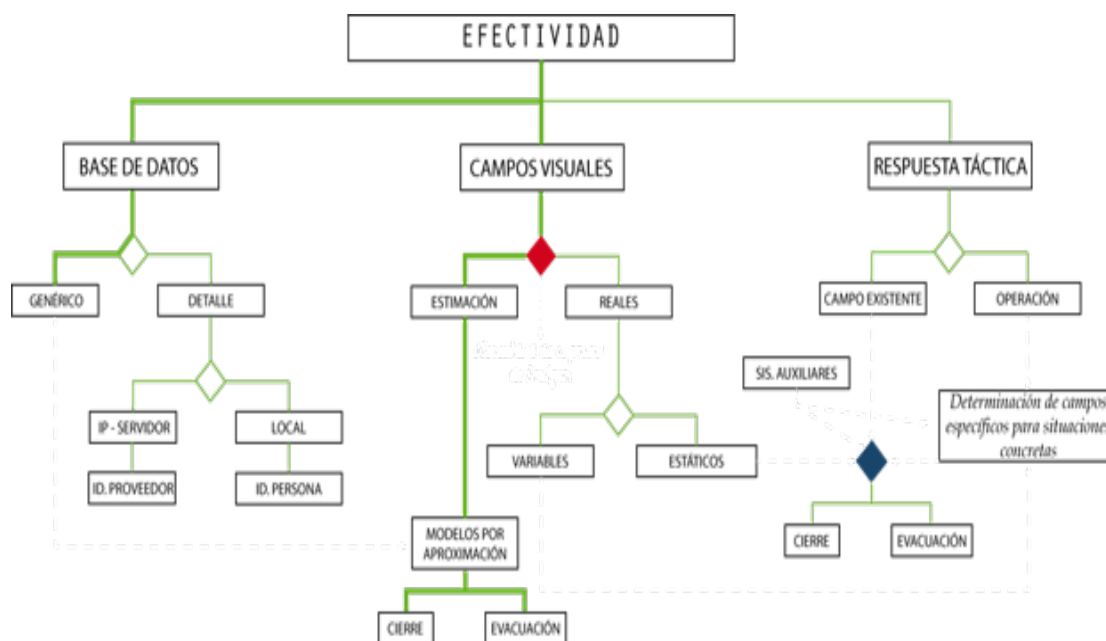 EFECTIVIDAD
BASE DE DATOS
CAMPOS VISUALES
RESPUESTA TÁCTICA
GENÉRICO
DETALLE
ESTIMACIÓN
REALES
CAMPO EXISTENTE
OPERACIÓN
SIS. AUXILIARES
Determinación de campos
específicos para situaciones
concretas
IP - SERVIDOR
LOCAL
VARIABLES
ESTÁTICOS
ID. PROVEEDOR
ID. PERSONA
MODELOS POR
APROXIMACIÓN
CIERRE
EVACUACIÓN
CIERRE
EVACUACIÓN